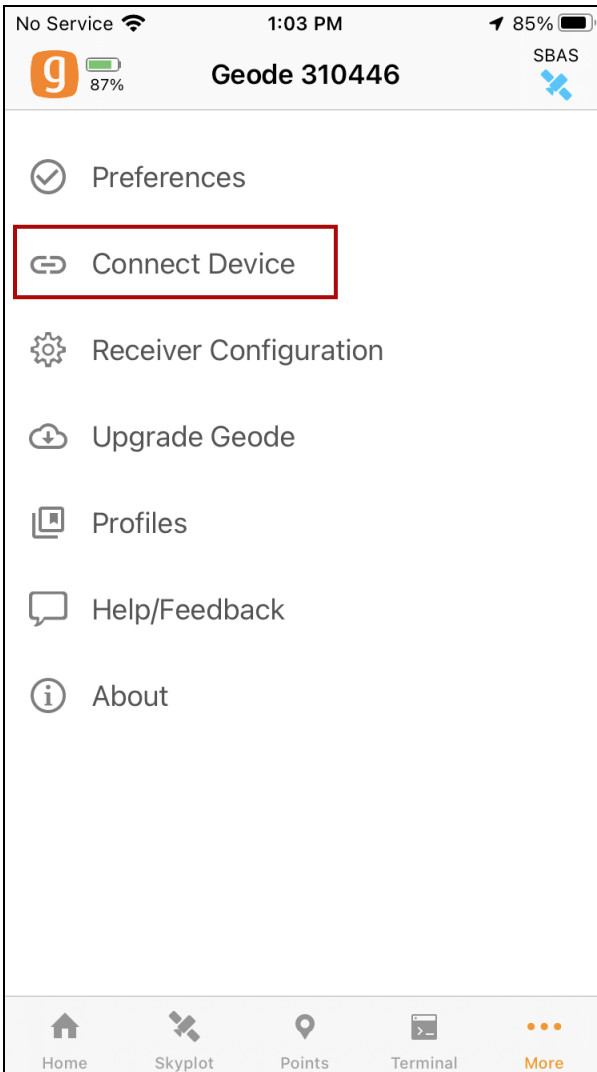 No Service 1:03 PM 85%
g 87% Geode 310446 SBAS
Preferences
Connect Device
Receiver Configuration
Upgrade Geode
Profiles
Help/Feedback
About
Home Skyplot Points Terminal More